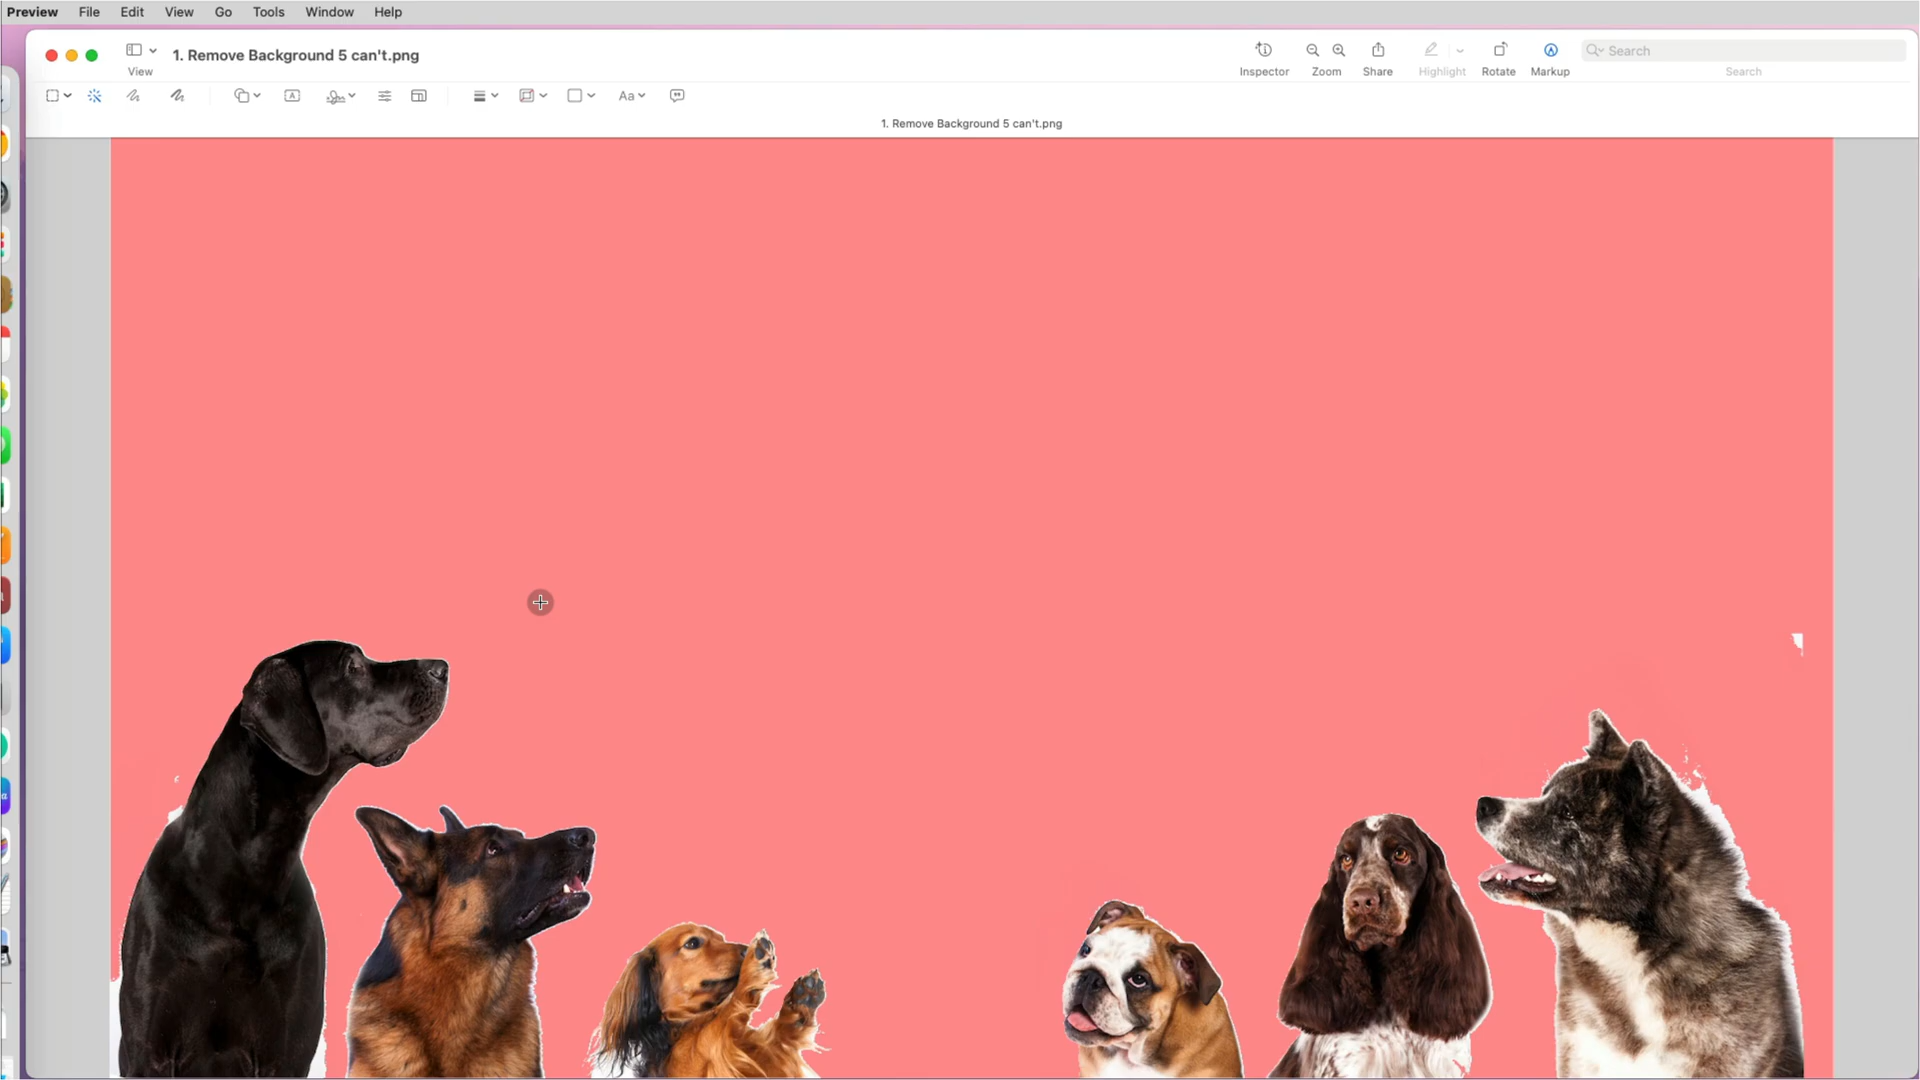 Preview File Edit View Go Tools Window Help
1. Remove Background 5 can't.png
Search
View
Inspector Zoom Share Highlight Rotate Markup Search
A Aa
1. Remove Background 5 can't.png